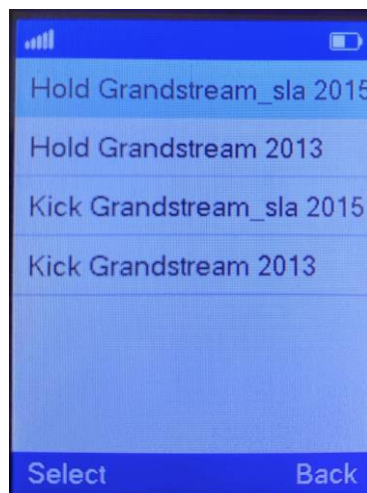 Hold Grandstream_sla 2015
Hold Grandstream 2013
Kick Grandstream_sla 2015
Kick Grandstream 2013
Select Back